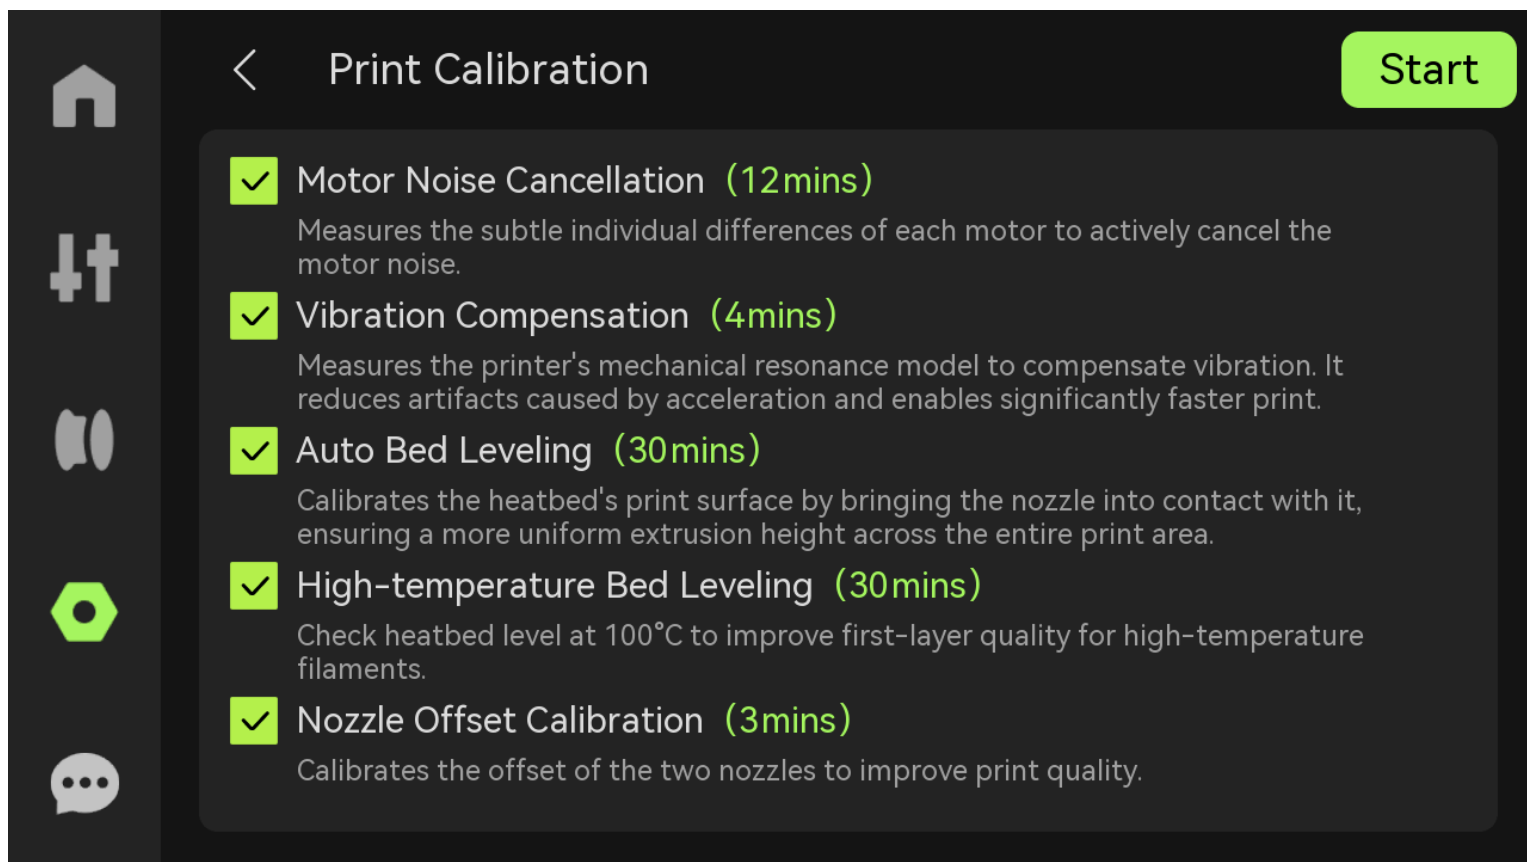 Print Calibration
Start
Motor Noise Cancellation (12mins)
Measures the subtle individual differences of each motor to actively cancel the
motor noise.
Vibration Compensation (4mins)
Measures the printer's mechanical resonance model to compensate vibration. It
reduces artifacts caused by acceleration and enables significantly faster print.
Auto Bed Leveling (30mins)
Calibrates the heatbed's print surface by bringing the nozzle into contact with it,
ensuring a more uniform extrusion height across the entire print area.
High-temperature Bed Leveling (30mins)
Check heatbed level at 100°C to improve first-layer quality for high-temperature
filaments.
Nozzle Offset Calibration (3mins)
Calibrates the offset of the two nozzles to improve print quality.